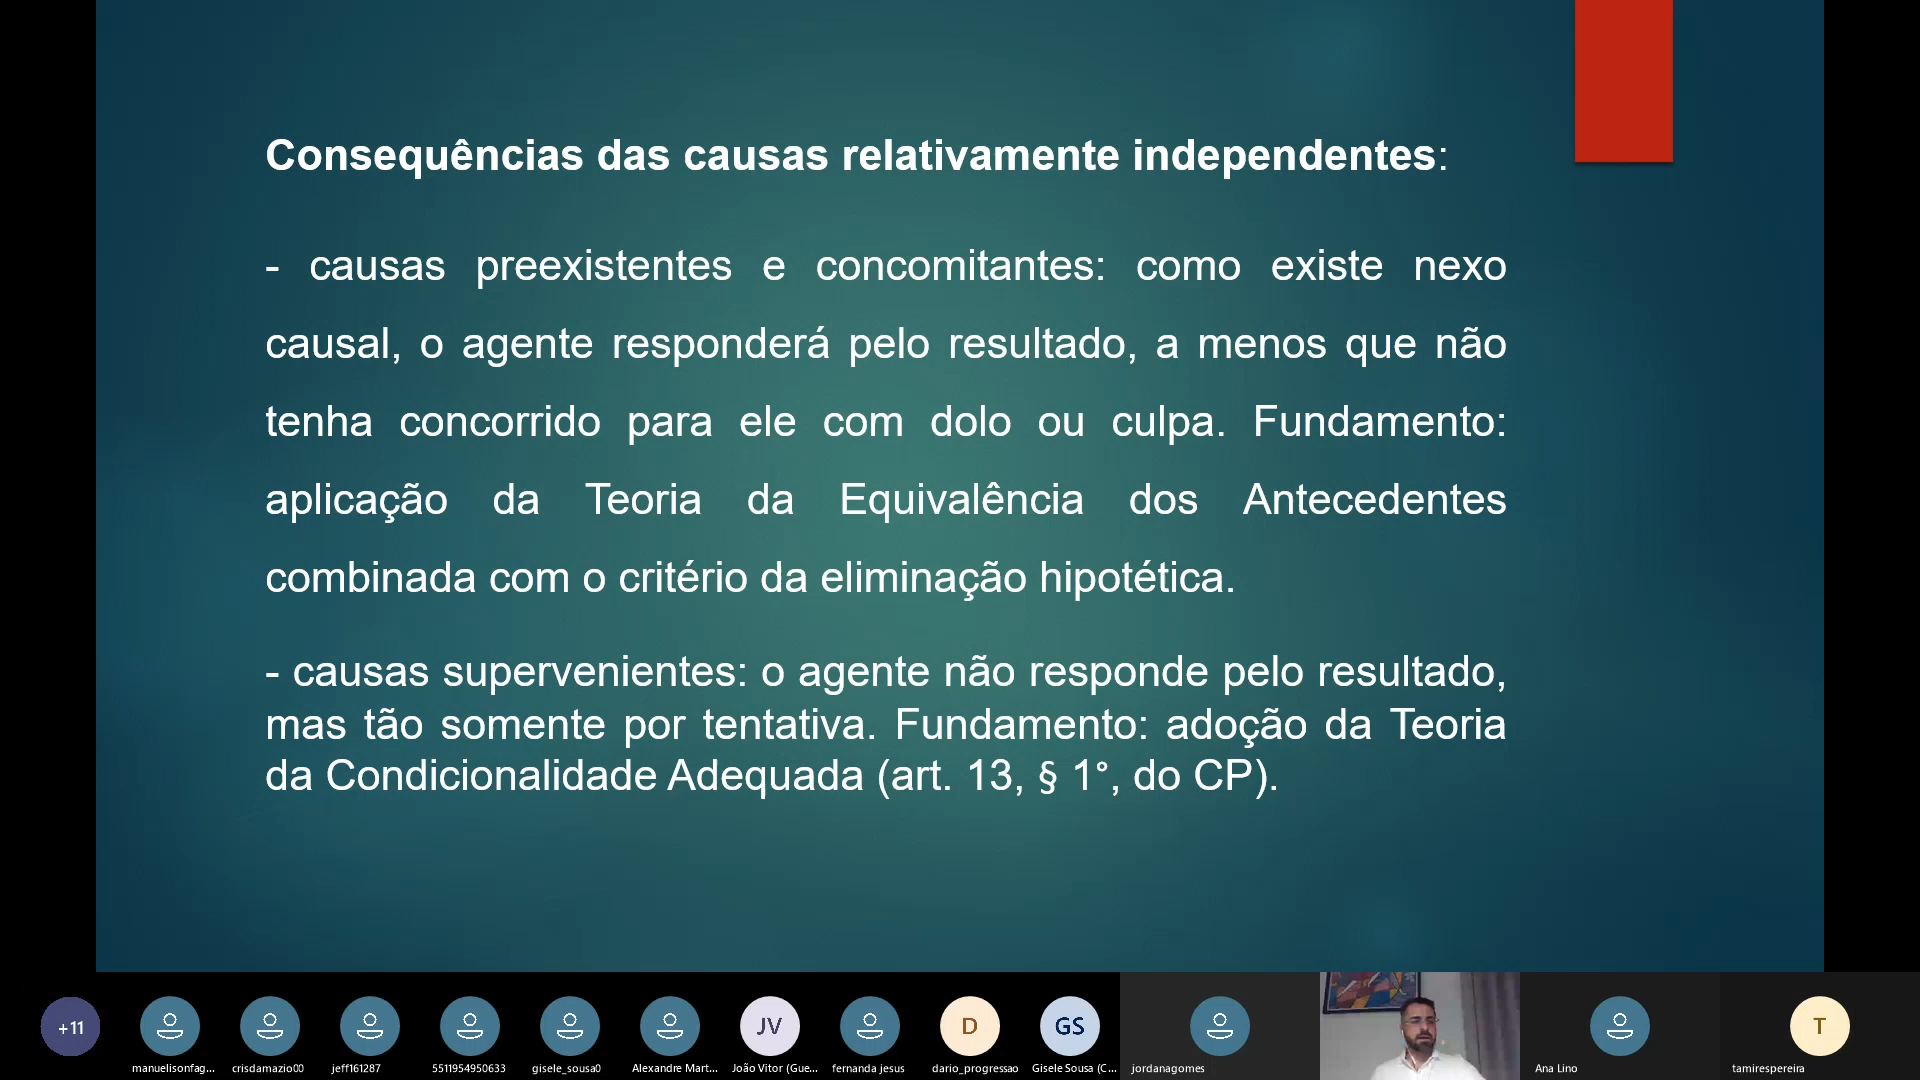 Consequências das causas relativamente independentes:
- causas preexistentes e concomitantes: como existe nexo
causal, o agente responderá pelo resultado, a menos que não
tenha concorrido para ele com dolo ou culpa. Fundamento:
aplicação da Teoria da Equivalência dos Antecedentes
combinada com o critério da eliminação hipotética.
- causas supervenientes: o agente não responde pelo resultado,
mas tão somente por tentativa. Fundamento: adoção da Teoria
da Condicionalidade Adequada (art. 13, § 1°, do CP).
+11
JV
D
GS
T
manuelisonfag...
crisdamazio00
jeff161287
5511954950633
gisele_sousa0
Alexandre Mart...
João Vitor (Gue...
fernanda jesus
dario_progressao
Gisele Sousa (C...
jordanagomes
Ana Lino
tamirespereira